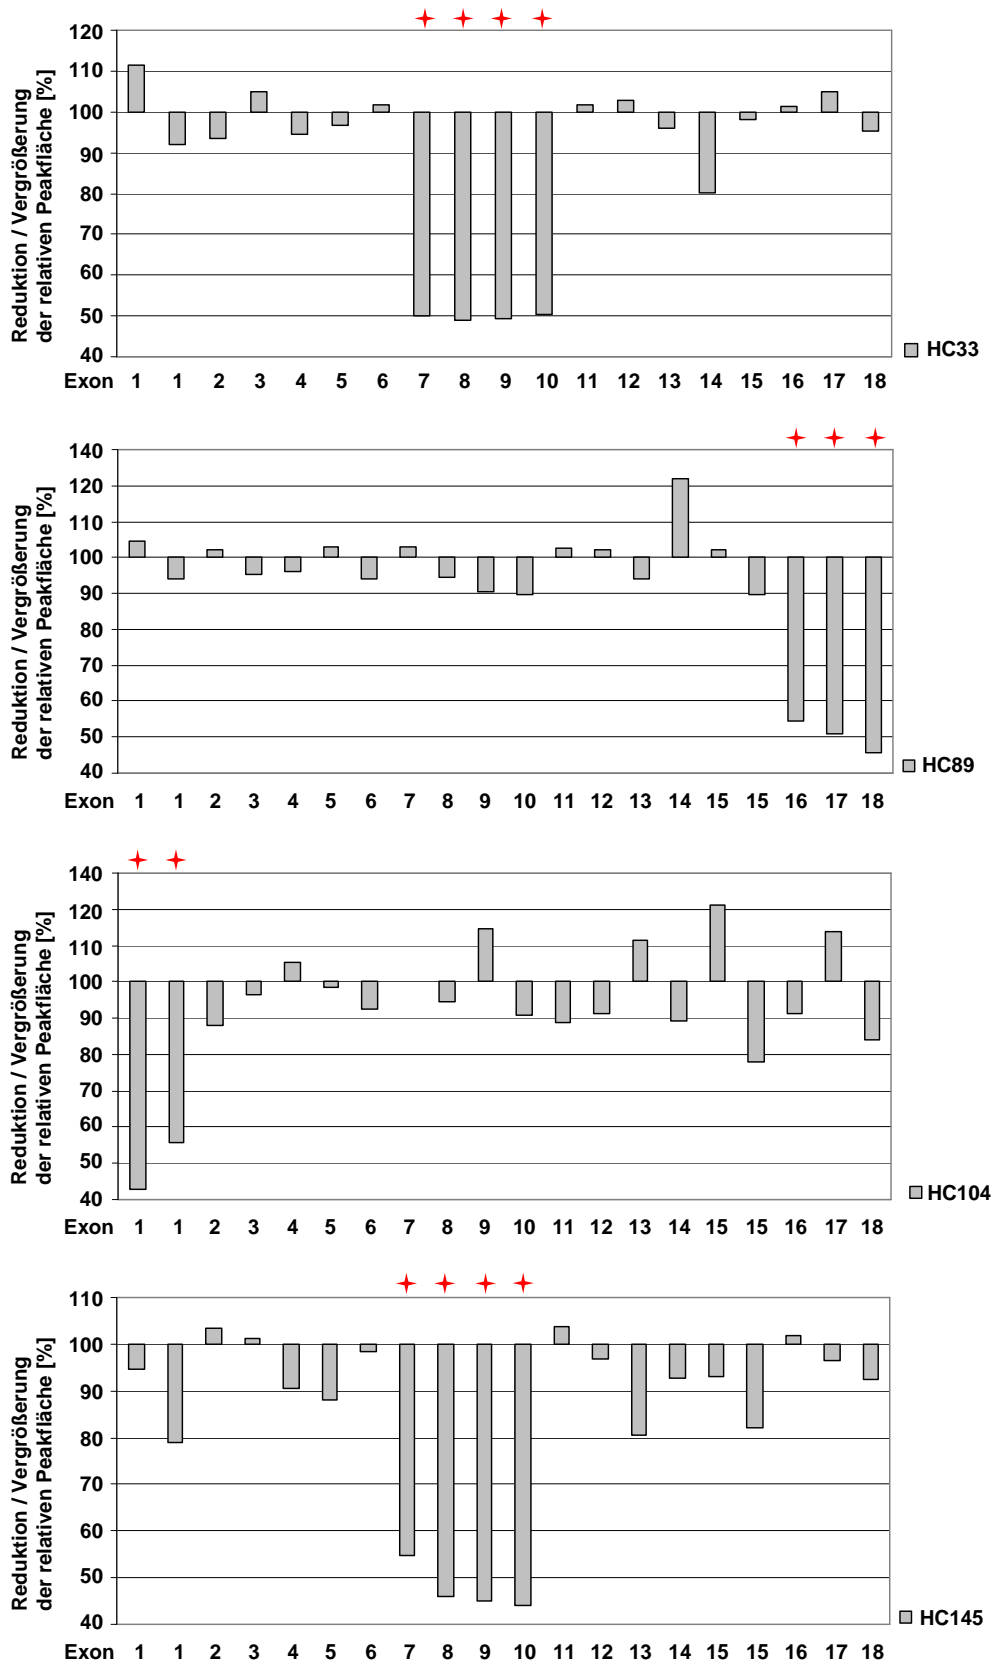 120
110
100
90
80
70
60
50
40
Reduktion / Vergrößerung
der relativen Peakfläche [%]
HC33
Exon 1 1 2 3 4 5 6 7 8 9 10 11 12 13 14 15 16 17 18
140
120
110
100
90
80
70
60
50
40
Reduktion / Vergrößerung
der relativen Peakfläche [%]
HC89
Exon 1 1 2 3 4 5 6 7 8 9 10 11 12 13 14 15 15 16 17 18
140
120
110
100
90
80
70
60
50
40
Reduktion / Vergrößerung
der relativen Peakfläche [%]
HC104
Exon 1 1 2 3 4 5 6 7 8 9 10 11 12 13 14 15 15 16 17 18
110
100
90
80
70
60
50
40
Reduktion / Vergrößerung
der relativen Peakfläche [%]
HC145
Exon 1 1 2 3 4 5 6 7 8 9 10 11 12 13 14 15 15 16 17 18